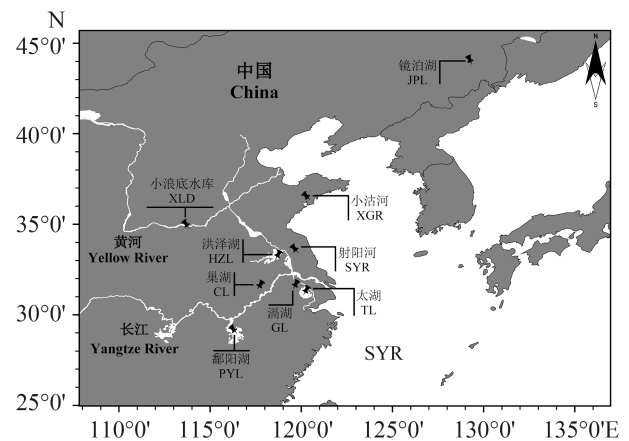 N
45°0'
40°0'
35°0'
30°0'
25°0'
中国
China
镜泊湖
JPL
N
S
小浪底水库
XLD
小沽河
XGR
黄河
Yellow River
洪泽湖
HZL
射阳河
SYR
巢湖
CL
滆湖
GL
太湖
TL
长江
Yangtze River
鄱阳湖
PYL
SYR
110°0'
115°0'
120°0'
125°0'
130°0'
135°0'
E